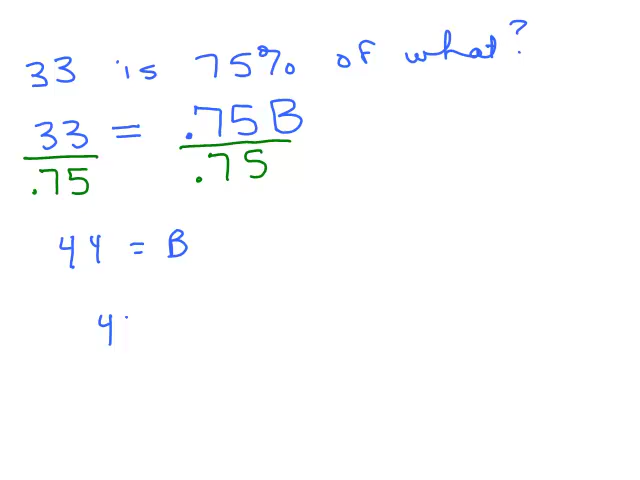 33 is 75% of what?
33 = .75B
.75 .75
44 = B
4